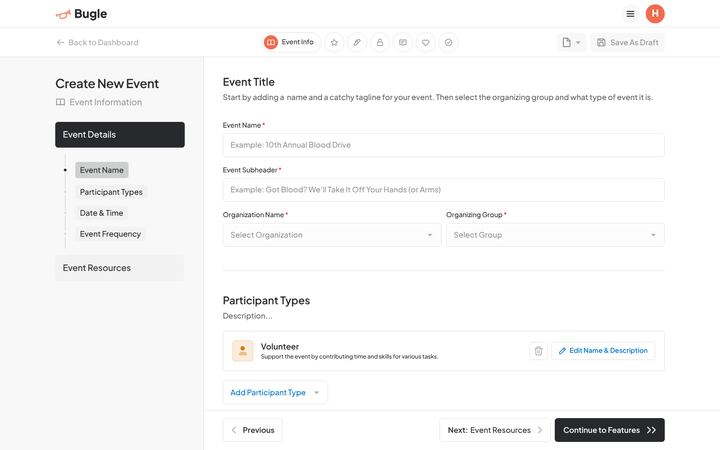 Bugle
H
Back to Dashboard
Event Info
Save As Draft
Create New Event
Event Information
Event Details
Event Name
Participant Types
Date & Time
Event Frequency
Event Resources
Event Title
Start by adding a name and a catchy tagline for your event. Then select the organizing group and what type of event it is.
Event Name *
Example: 10th Annual Blood Drive
Event Subheader *
Example: Got Blood? We'll Take It Off Your Hands (or Arms)
Organization Name * Organizing Group *
Select Organization Select Group
Participant Types
Description...
Volunteer
Support the event by contributing time and skills for various tasks.
Edit Name & Description
Add Participant Type
Previous
Next: Event Resources
Continue to Features